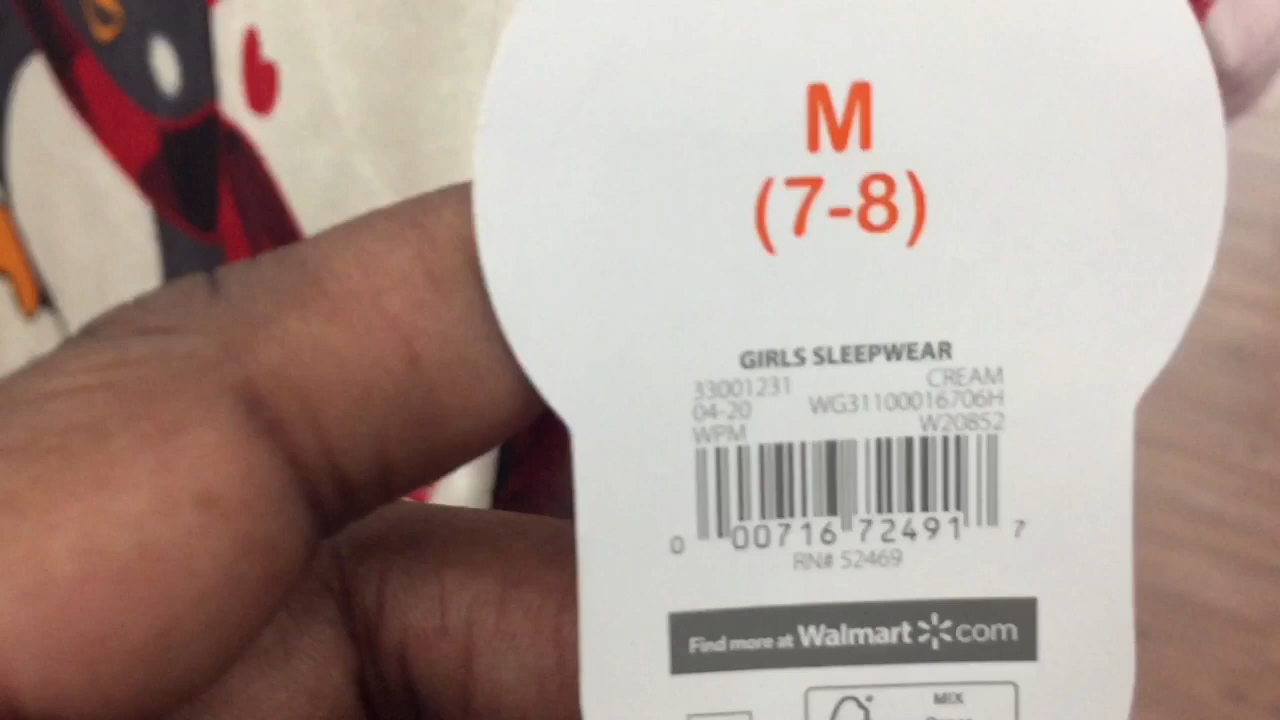 M
(7-8)
GIRLS SLEEPWEAR
33001231 CREAM
04-20 WG31100016706H
WPM W20852
0 00716 72491 7
RN# 52469
Find more at Walmart com
MIX